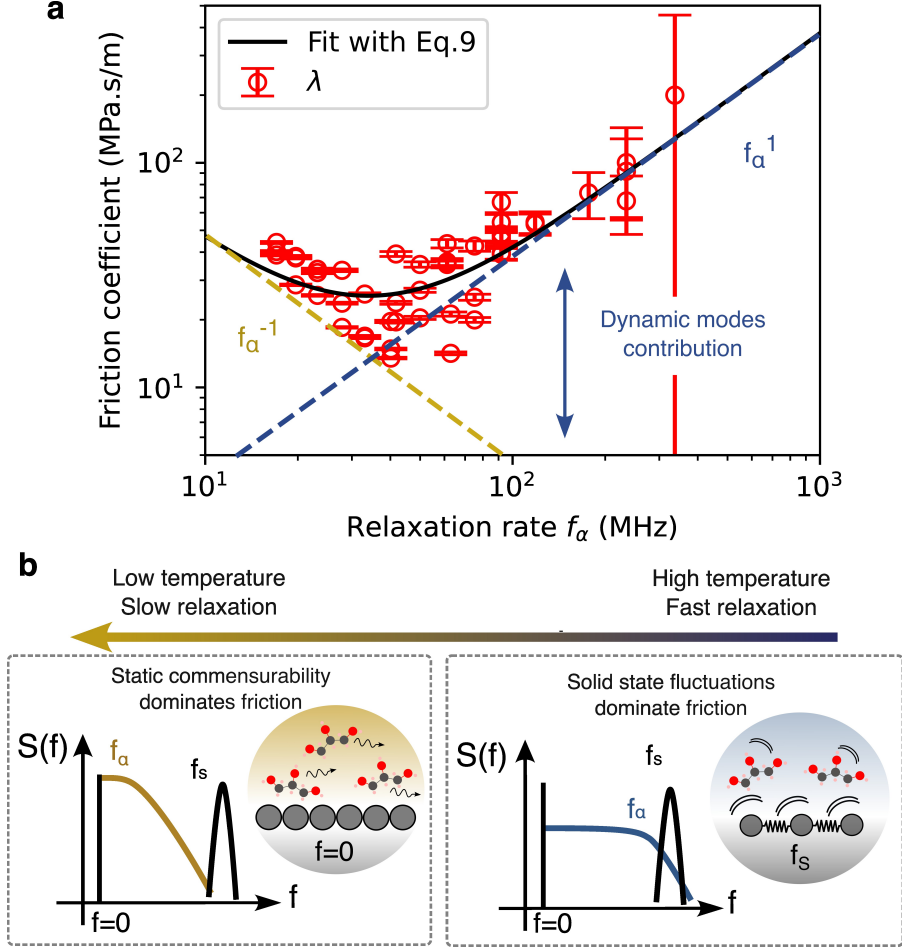 a
Fit with Eq.9
λ
Friction coefficient (MPa.s/m)
10²
10¹
fα⁻¹
fα¹
Dynamic modes
contribution
10¹
10²
10³
Relaxation rate fα (MHz)
b
Low temperature
Slow relaxation
High temperature
Fast relaxation
Static commensurability
dominates friction
S(f)
fα
fs
f=0
f
f=0
Solid state fluctuations
dominate friction
S(f)
fs
fα
fS
f
f=0